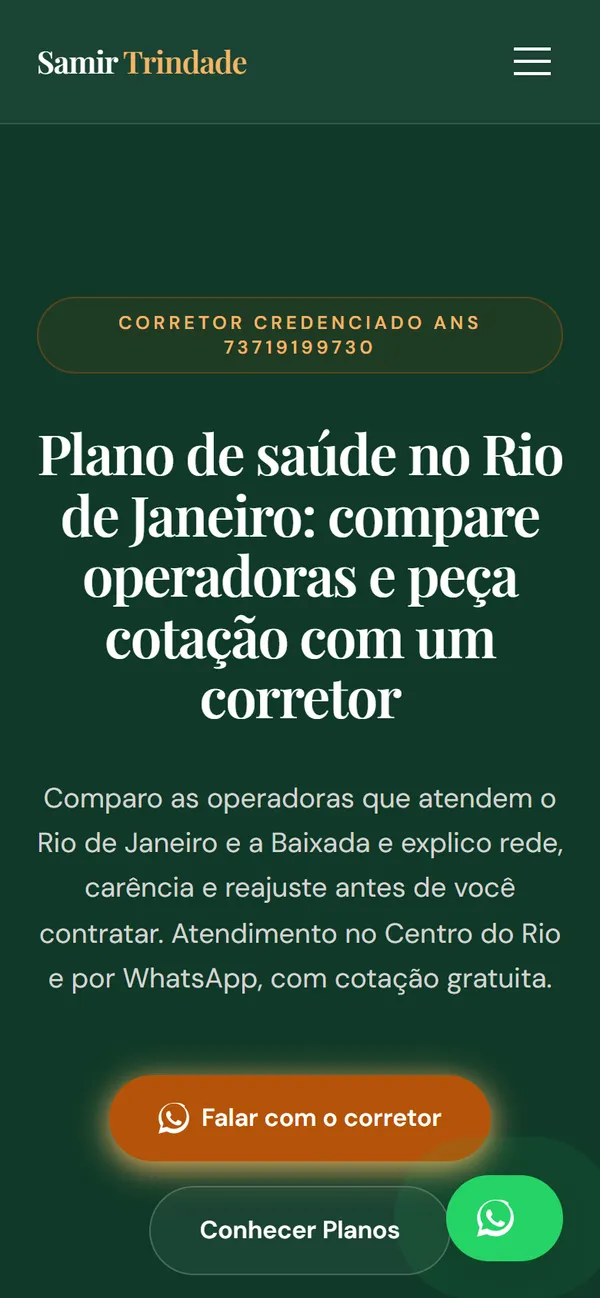 Samir Trindade
CORRETOR CREDENCIADO ANS
73719199730
Plano de saúde no Rio
de Janeiro: compare
operadoras e peça
cotação com um
corretor
Comparo as operadoras que atendem o
Rio de Janeiro e a Baixada e explico rede,
carência e reajuste antes de você
contratar. Atendimento no Centro do Rio
e por WhatsApp, com cotação gratuita.
Falar com o corretor
Conhecer Planos